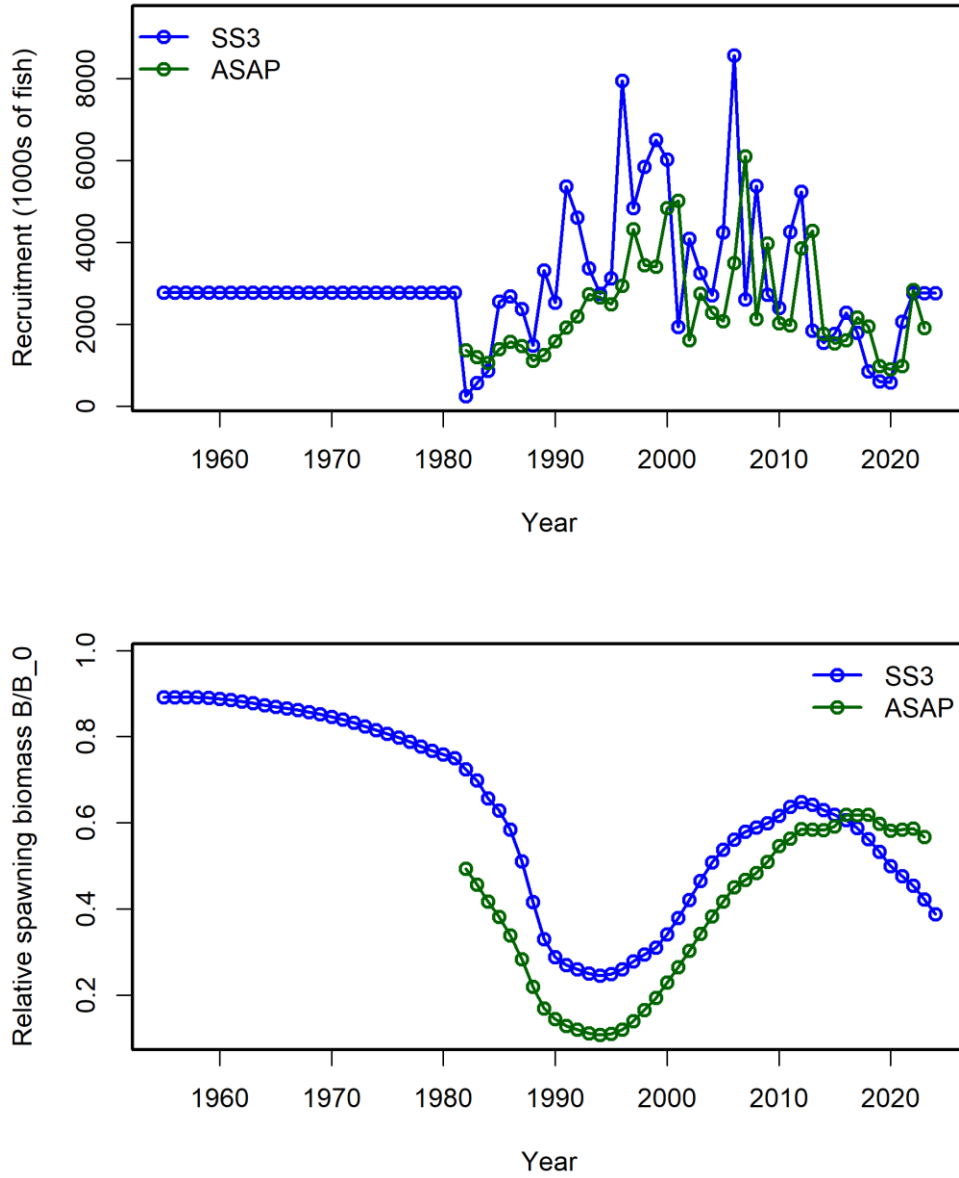 Recruitment (1000s of fish)
8000
6000
4000
2000
0
SS3
ASAP
1960 1970 1980 1990 2000 2010 2020
Year
Relative spawning biomass B/B_0
1.0
0.8
0.6
0.4
0.2
SS3
ASAP
1960 1970 1980 1990 2000 2010 2020
Year